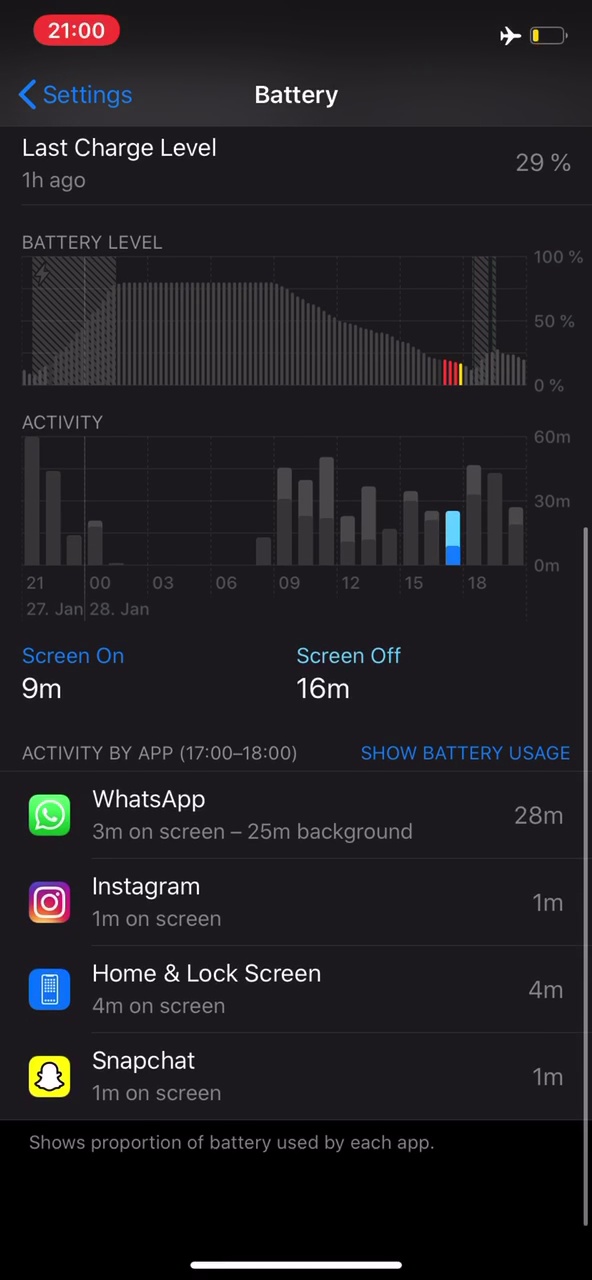 21:00
Settings
Battery
Last Charge Level
29 %
1h ago
BATTERY LEVEL
100 %
50 %
0 %
ACTIVITY
60m
30m
0m
21 00 03 06 09 12 15 18
27. Jan 28. Jan
Screen On Screen Off
9m 16m
ACTIVITY BY APP (17:00–18:00) SHOW BATTERY USAGE
WhatsApp
3m on screen – 25m background
28m
Instagram
1m on screen
1m
Home & Lock Screen
4m on screen
4m
Snapchat
1m on screen
1m
Shows proportion of battery used by each app.